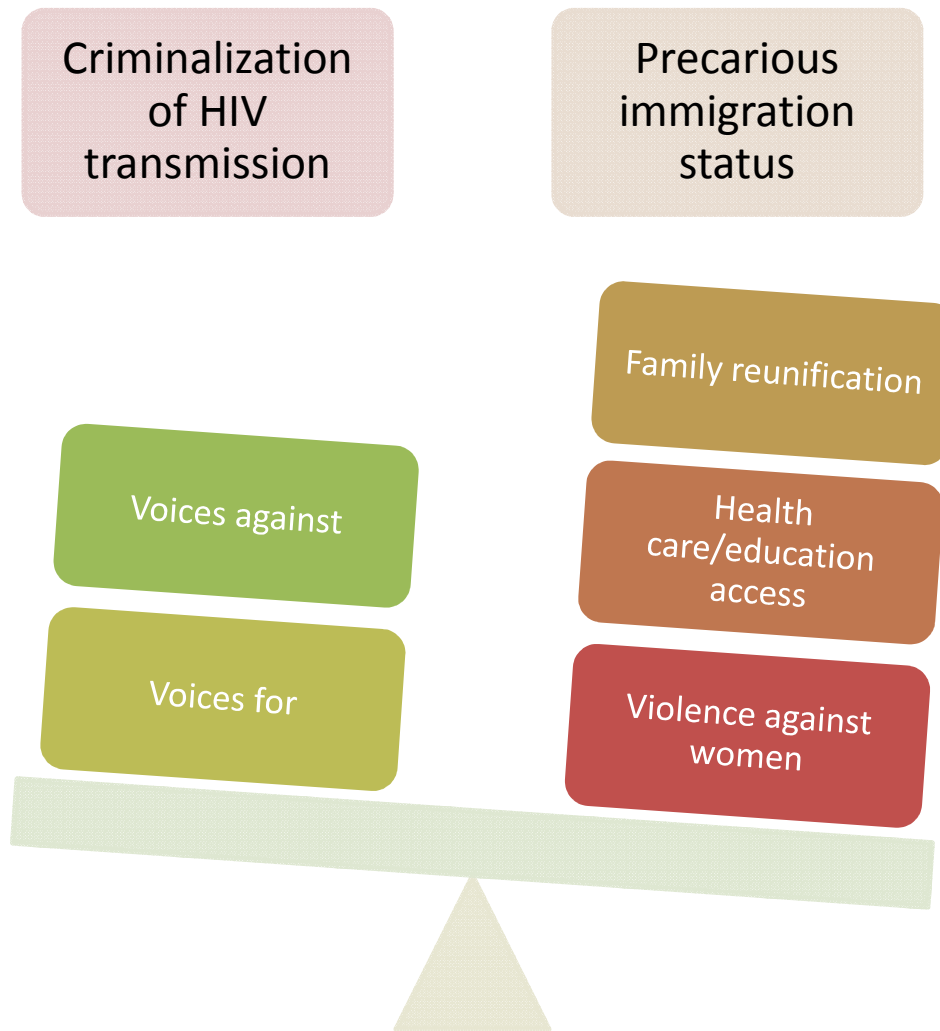 Criminalization
of HIV
transmission
Precarious
immigration
status
Voices against
Voices for
Family reunification
Health
care/education
access
Violence against
women